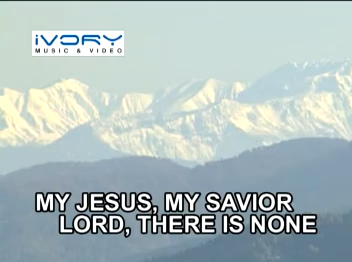 iVORY
MUSIC & VIDEO
MY JESUS, MY SAVIOR
LORD, THERE IS NONE